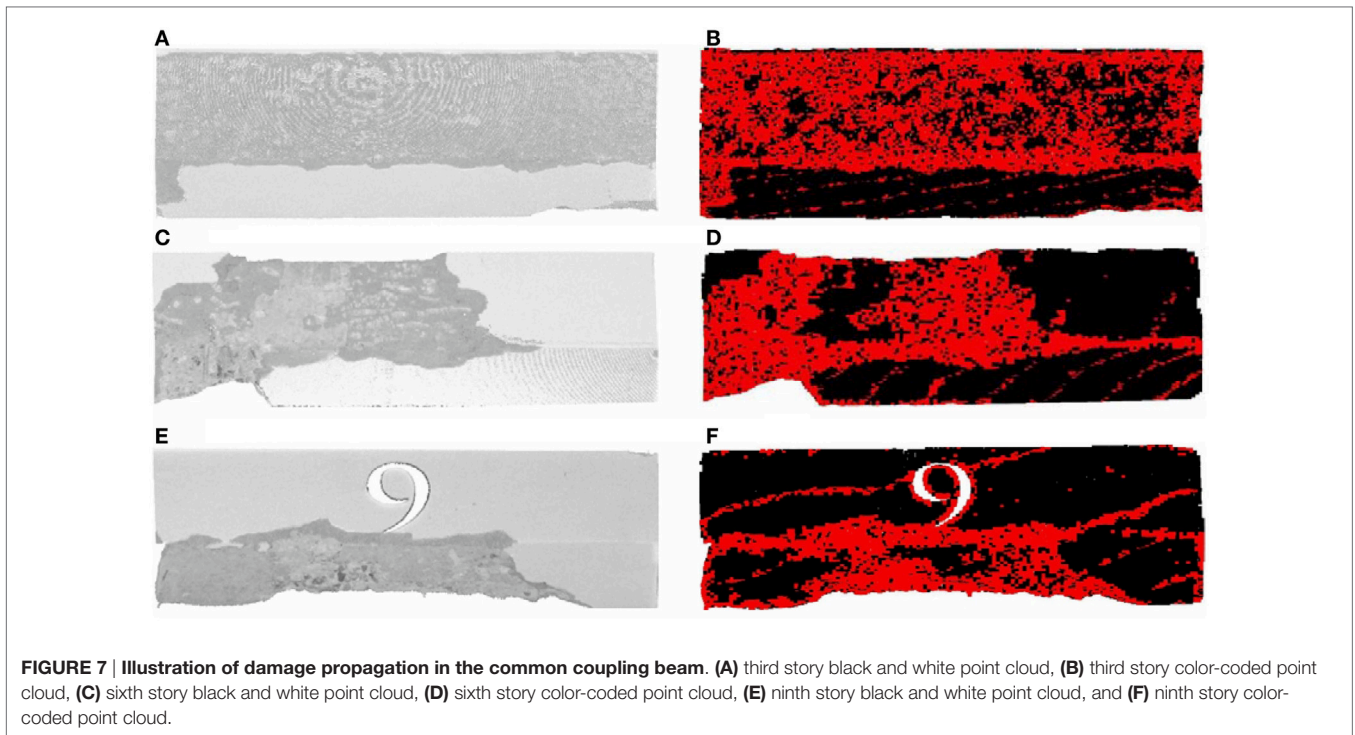 A B
C D
E F
9 9
FIGURE 7 | Illustration of damage propagation in the common coupling beam. (A) third story black and white point cloud, (B) third story color-coded point
cloud, (C) sixth story black and white point cloud, (D) sixth story color-coded point cloud, (E) ninth story black and white point cloud, and (F) ninth story color-
coded point cloud.